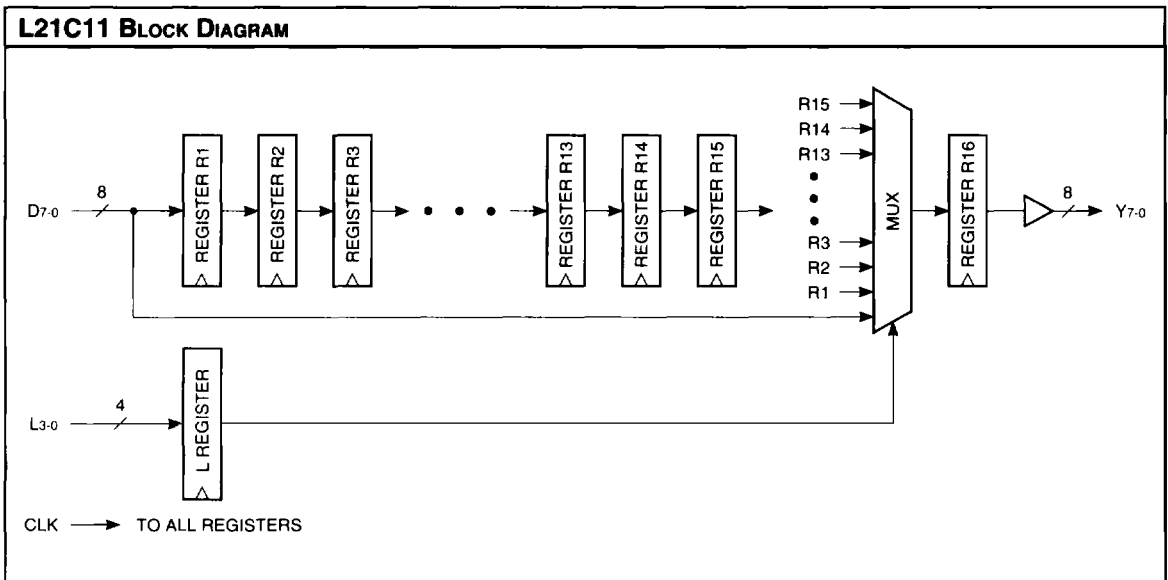 L21C11 BLOCK DIAGRAM
R15
R14
R13
R3
R2
R1
MUX
8
D7-0
REGISTER R1
REGISTER R2
REGISTER R3
REGISTER R13
REGISTER R14
REGISTER R15
REGISTER R16
8
Y7-0
4
L3-0
L REGISTER
CLK
TO ALL REGISTERS